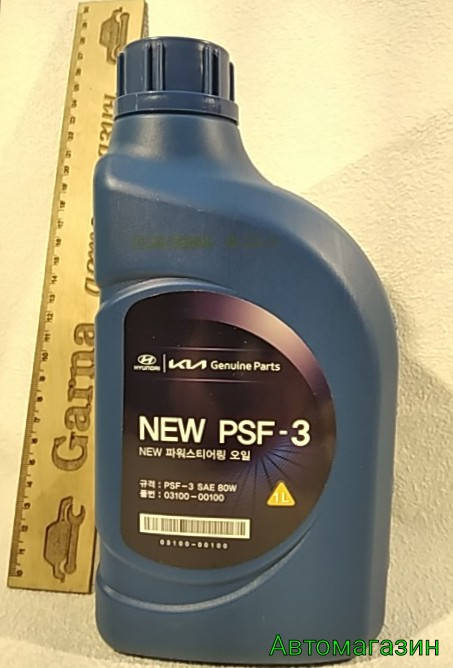 HYUNDAI KIA Genuine Parts
NEW PSF-3
NEW 파워스티어링 오일
규격 : PSF-3 SAE 80W
품번 : 03100-00100
1L
03100-00100
Garna
Автомагазин